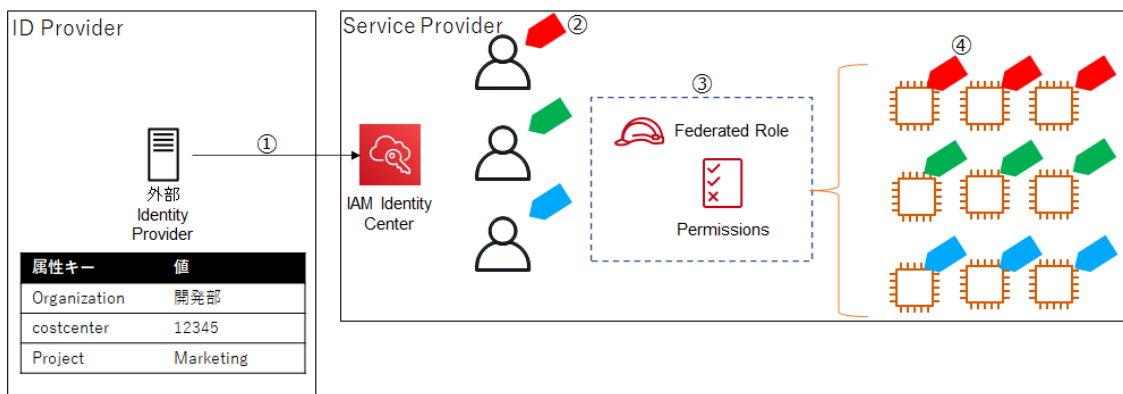 ID Provider
Service Provider
①
②
③
④
外部
Identity
Provider
IAM Identity
Center
Federated Role
Permissions
属性キー 値
Organization 開発部
costcenter 12345
Project Marketing